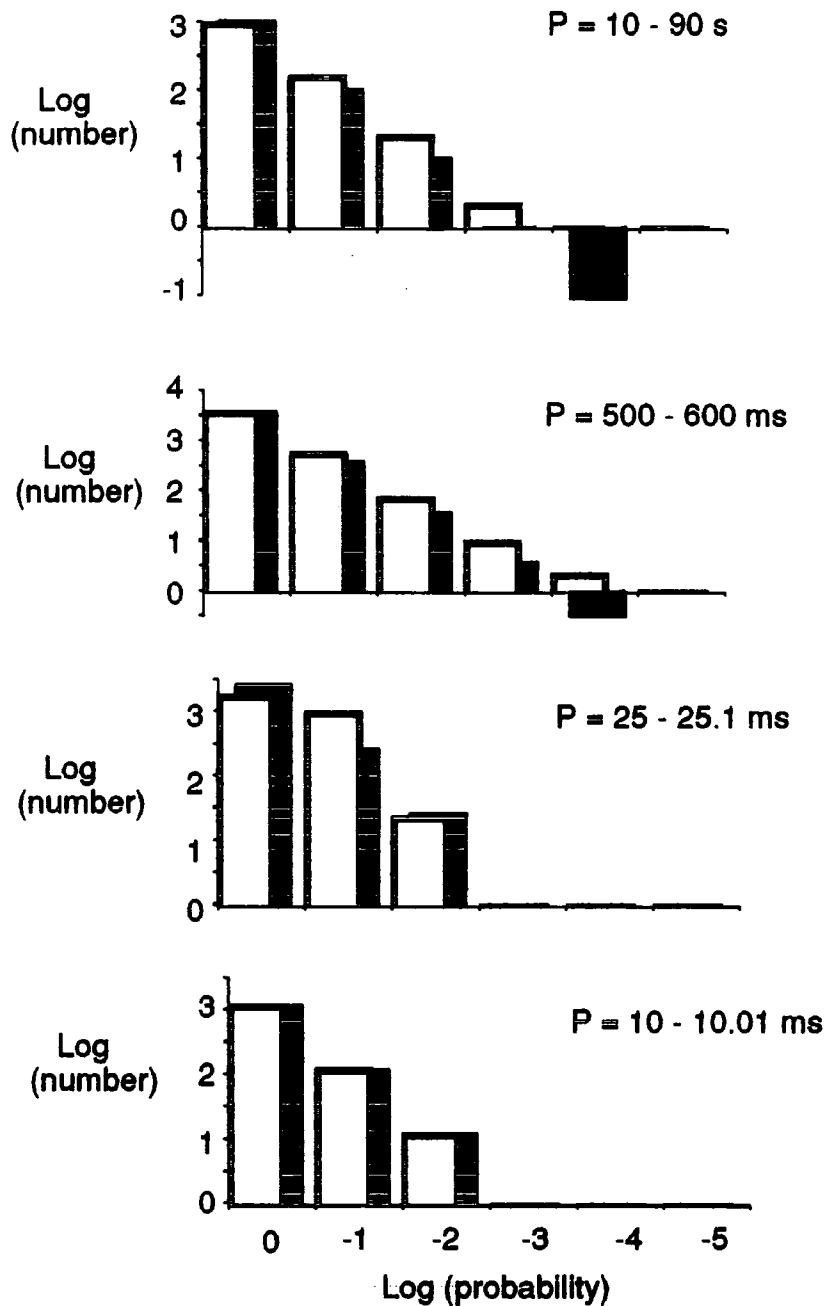 P = 10 - 90 s
3
2
1
0
-1
Log
(number)
P = 500 - 600 ms
4
3
2
1
0
Log
(number)
P = 25 - 25.1 ms
3
2
1
0
Log
(number)
P = 10 - 10.01 ms
3
2
1
0
Log
(number)
0 -1 -2 -3 -4 -5
Log (probability)